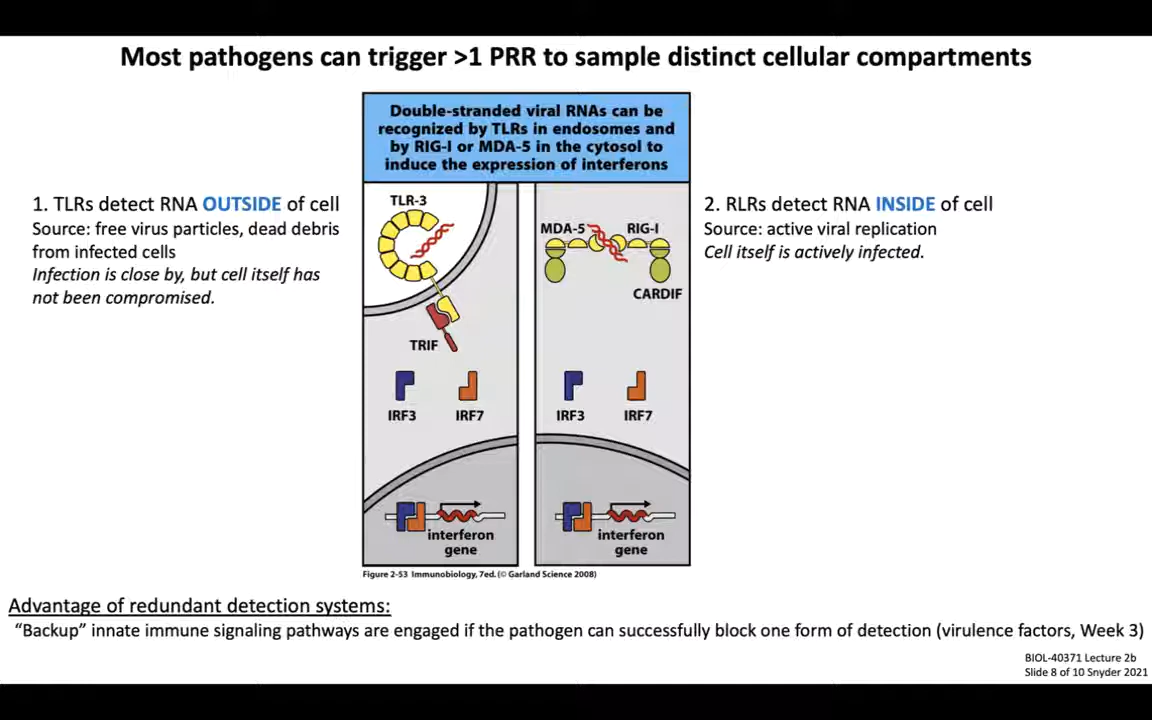 Most pathogens can trigger >1 PRR to sample distinct cellular compartments
Double-stranded viral RNAs can be
recognized by TLRs in endosomes and
by RIG-I or MDA-5 in the cytosol to
induce the expression of interferons
1. TLRs detect RNA OUTSIDE of cell
Source: free virus particles, dead debris
from infected cells
Infection is close by, but cell itself has
not been compromised.
TLR-3
TRIF
IRF3
IRF7
interferon
gene
MDA-5
RIG-I
CARDIF
IRF3
IRF7
interferon
gene
2. RLRs detect RNA INSIDE of cell
Source: active viral replication
Cell itself is actively infected.
Figure 2-53 Immunobiology, 7ed. (© Garland Science 2008)
Advantage of redundant detection systems:
“Backup” innate immune signaling pathways are engaged if the pathogen can successfully block one form of detection (virulence factors, Week 3)
BIOL-40371 Lecture 2b
Slide 8 of 10 Snyder 2021